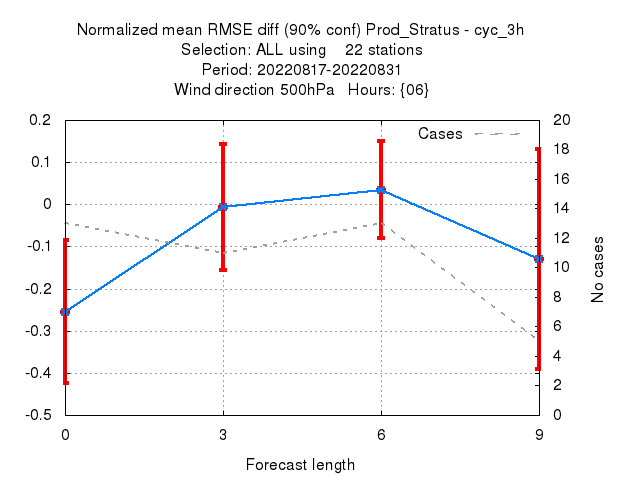 Normalized mean RMSE diff (90% conf) Prod_Stratus - cyc_3h
Selection: ALL using    22 stations
Period: 20220817-20220831
Wind direction 500hPa   Hours: {06}
Cases
0.2
0.1
0
-0.1
-0.2
-0.3
-0.4
-0.5
20
18
16
14
12
10
8
6
4
2
0
No cases
0 3 6 9
Forecast length